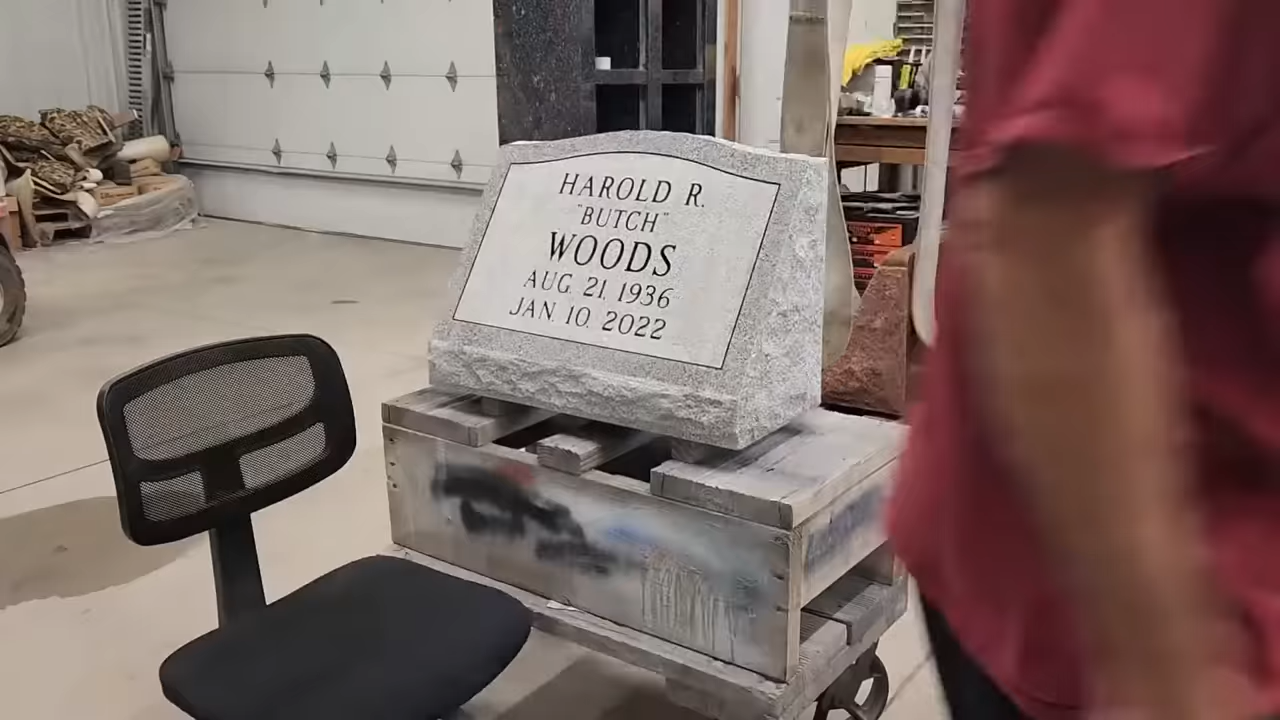 HAROLD R.
"BUTCH"
WOODS
AUG. 21, 1936
JAN. 10, 2022